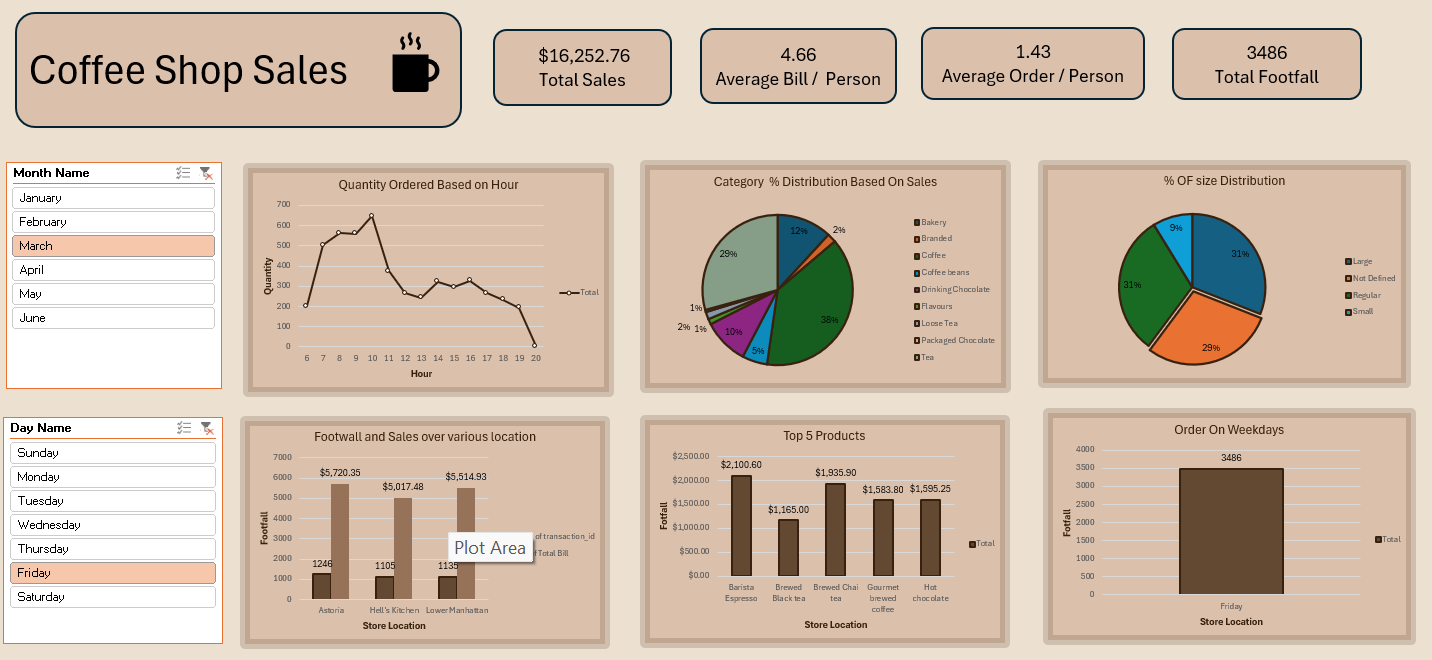 Coffee Shop Sales
$16,252.76
Total Sales
4.66
Average Bill / Person
1.43
Average Order / Person
3486
Total Footfall
Month Name
January
February
March
April
May
June
Quantity Ordered Based on Hour
700
600
500
400
300
200
100
0
Quantity
6 7 8 9 10 11 12 13 14 15 16 17 18 19 20
Hour
Total
Category % Distribution Based On Sales
12%
2%
38%
5%
10%
1%
2%
1%
29%
Bakery
Branded
Coffee
Coffee beans
Drinking Chocolate
Flavours
Loose Tea
Packaged Chocolate
Tea
% OF size Distribution
31%
29%
31%
9%
Large
Not Defined
Regular
Small
Day Name
Sunday
Monday
Tuesday
Wednesday
Thursday
Friday
Saturday
Footwall and Sales over various location
7000
6000
5000
4000
3000
2000
1000
0
Footfall
$5,720.35
$5,017.48
$5,514.93
1246
1105
1135
Astoria
Hell's Kitchen
Lower Manhattan
Store Location
of transaction_id
Total Bill
Plot Area
Top 5 Products
$2,500.00
$2,000.00
$1,500.00
$1,000.00
$500.00
$0.00
Fotfall
$2,100.60
$1,165.00
$1,935.90
$1,583.80
$1,595.25
Barista
Espresso
Brewed
Black tea
Brewed Chai
tea
Gourmet
brewed
coffee
Hot
chocolate
Store Location
Total
Order On Weekdays
4000
3500
3000
2500
2000
1500
1000
500
0
Fotfall
3486
Friday
Store Location
Total